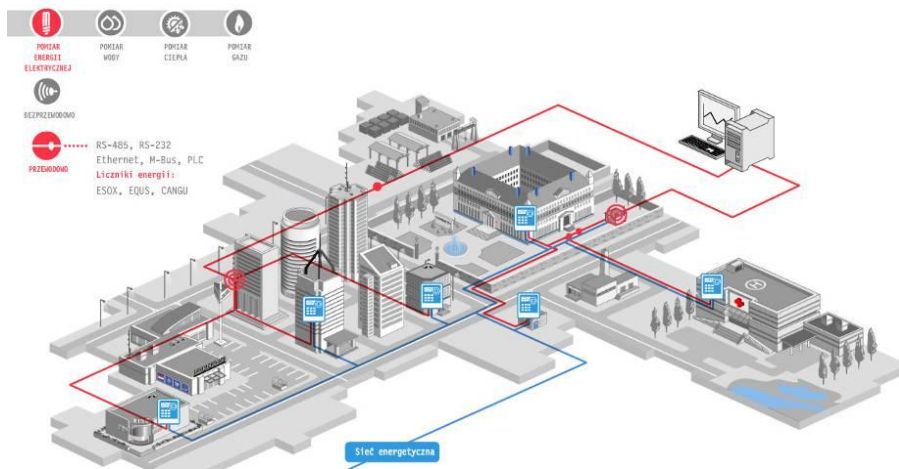 POMIAR
ENERGII
ELEKTRYCZNEJ
POMIAR
WODY
POMIAR
CIEPŁA
POMIAR
GAZU
BEZPRZEWODOWO
PRZEWODOWO
RS-485, RS-232
Ethernet, M-Bus, PLC
Liczniki energii:
ESOX, EQUS, CANGU
H
Sieć energetyczna